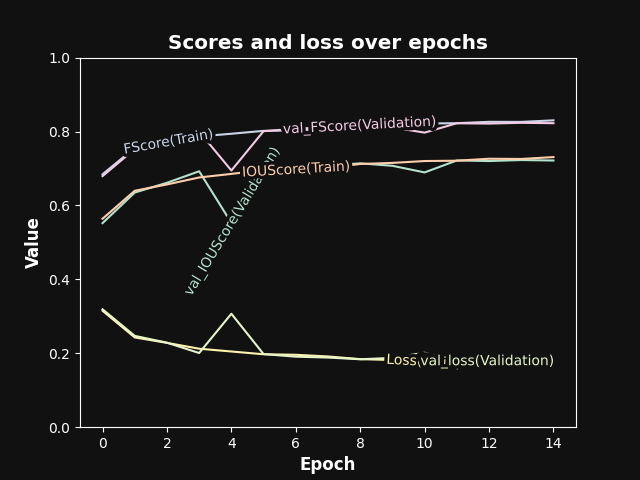 Scores and loss over epochs
1.0
FScore(Train)
val_FScore(Validation)
0.8
IOUScore(Train)
val_IOUScore(Validation)
0.6
Value
0.4
0.2
Loss
val_loss(Validation)
0.0
0 2 4 6 8 10 12 14
Epoch